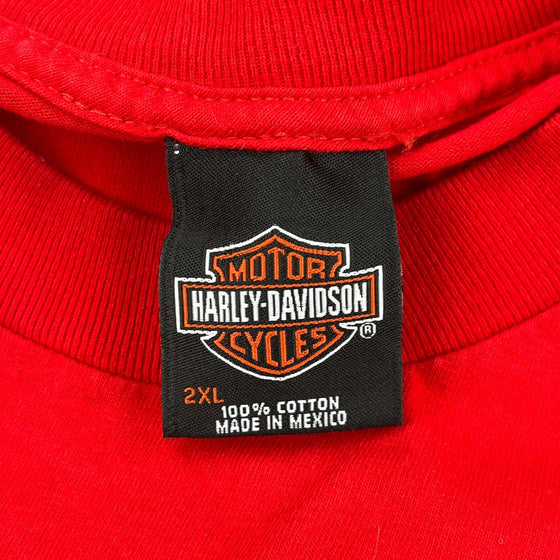 MOTOR
HARLEY-DAVIDSON
CYCLES
®
2XL
100% COTTON
MADE IN MEXICO